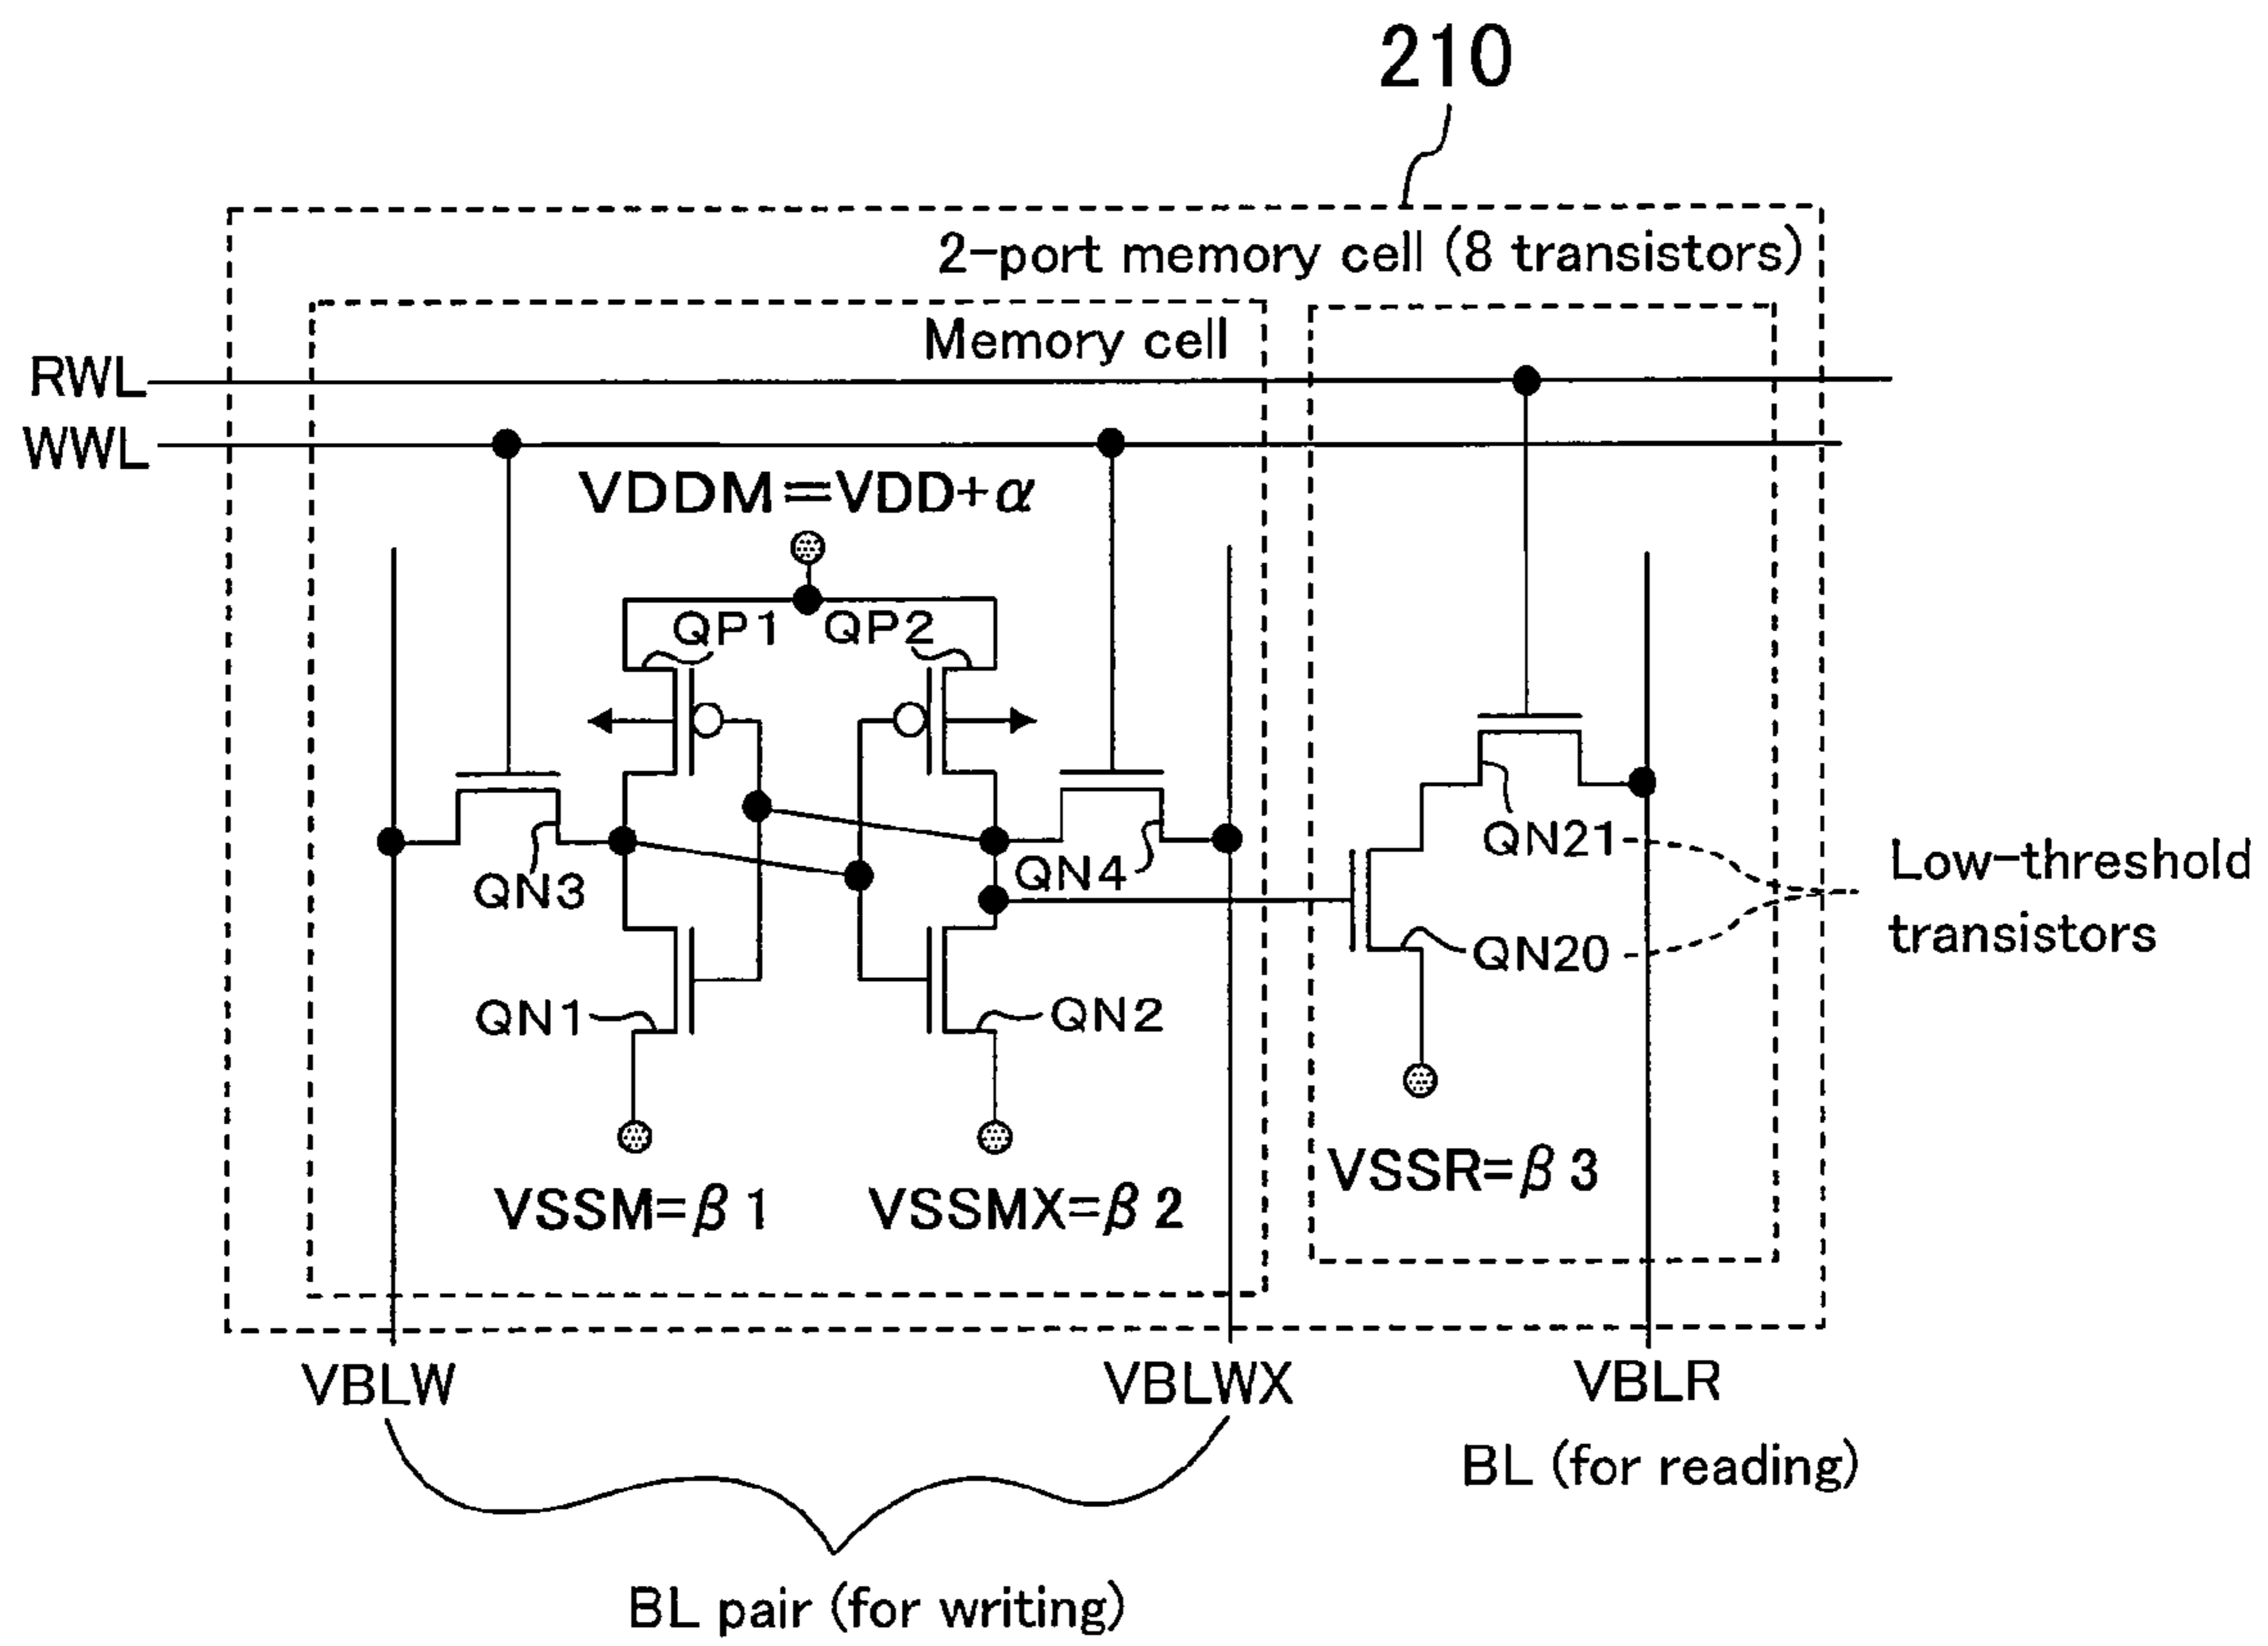 210
2-port memory cell (8 transistors)
Memory cell
RWL
WWL
VDDM=VDD+α
QP1
QP2
QN3
QN4
QN21
QN20
Low-threshold
transistors
QN1
QN2
VSSM=β1
VSSMX=β2
VSSR=β3
VBLW
VBLWX
VBLR
BL (for reading)
BL pair (for writing)